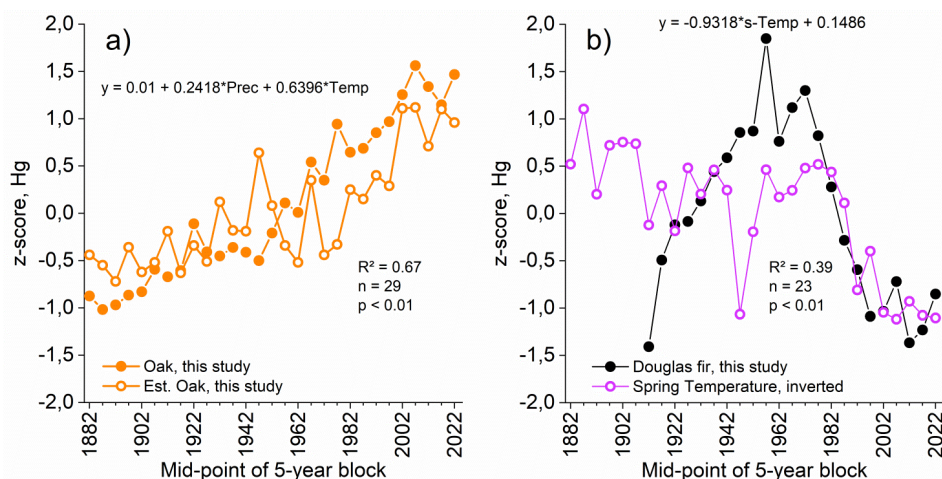 a)
y = 0.01 + 0.2418*Prec + 0.6396*Temp
z-score, Hg
2,0
1,5
1,0
0,5
0,0
-0,5
-1,0
-1,5
-2,0
R² = 0.67
n = 29
p < 0.01
Oak, this study
Est. Oak, this study
1882
1902
1922
1942
1962
1982
2002
2022
Mid-point of 5-year block
b)
y = -0.9318*s-Temp + 0.1486
z-score, Hg
2,0
1,5
1,0
0,5
0,0
-0,5
-1,0
-1,5
-2,0
R² = 0.39
n = 23
p < 0.01
Douglas fir, this study
Spring Temperature, inverted
1882
1902
1922
1942
1962
1982
2002
2022
Mid-point of 5-year block